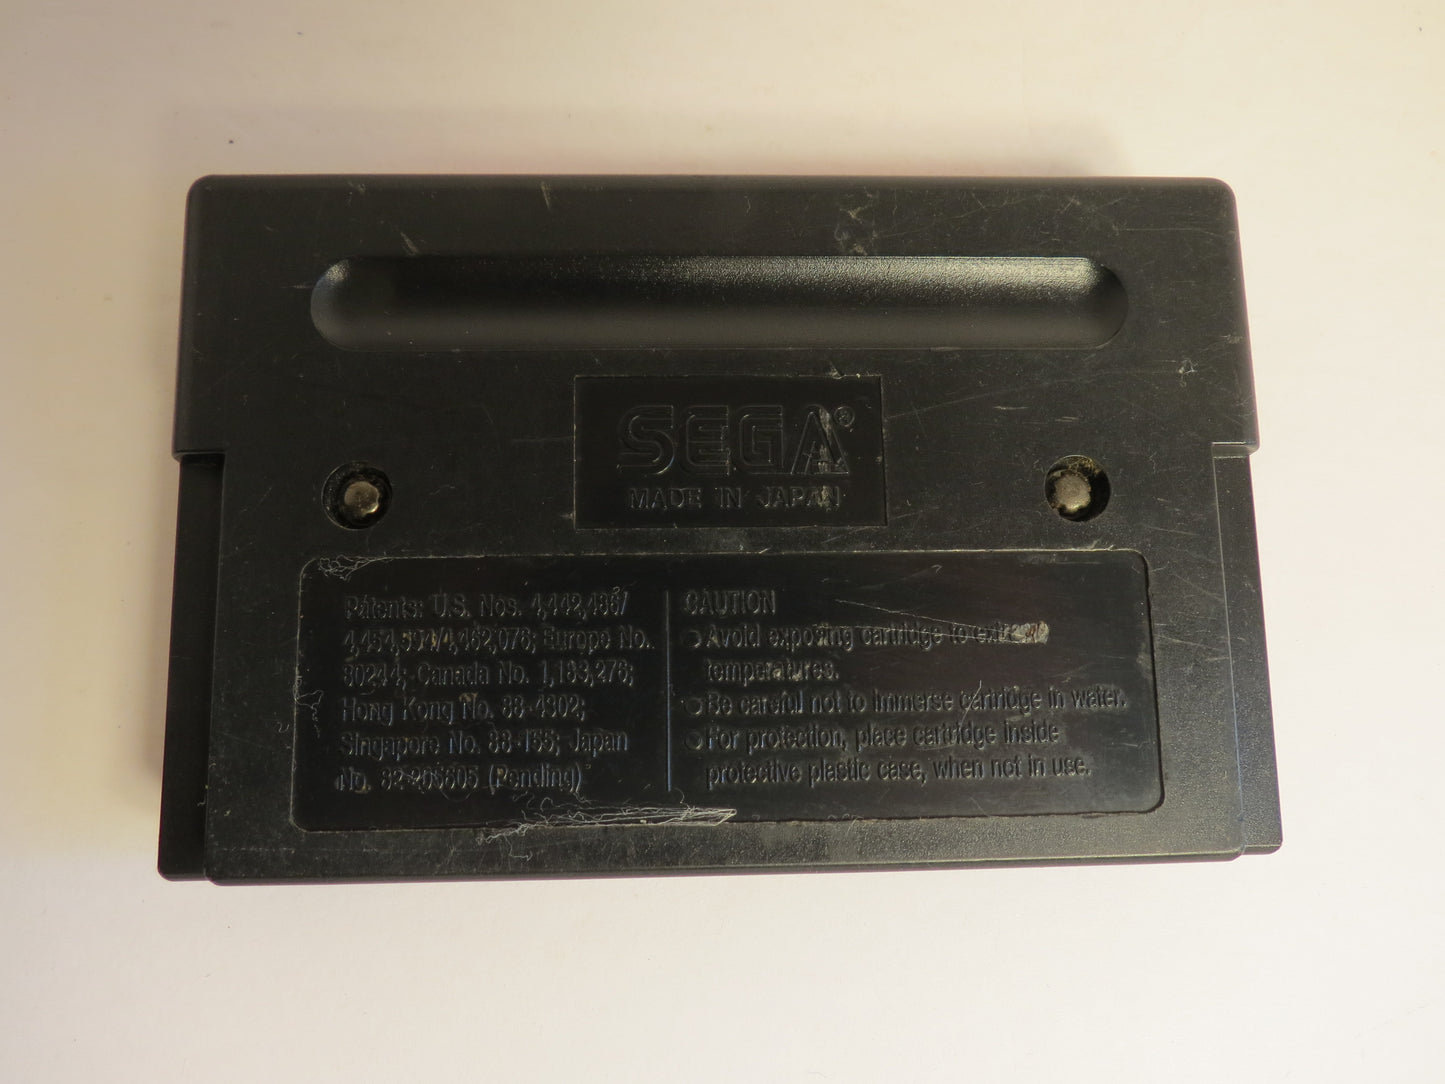 SEGA®
MADE IN JAPAN
Patents: U.S. Nos. 4,442,486/
4,454,594/4,462,076; Europe No.
80244; Canada No. 1,183,276;
Hong Kong No. 88-4302;
Singapore No. 88-155; Japan
No. 82-205605 (Pending)
CAUTION
Avoid exposing cartridge to
temperatures.
Be careful not to immerse cartridge in water.
For protection, place cartridge inside
protective plastic case, when not in use.